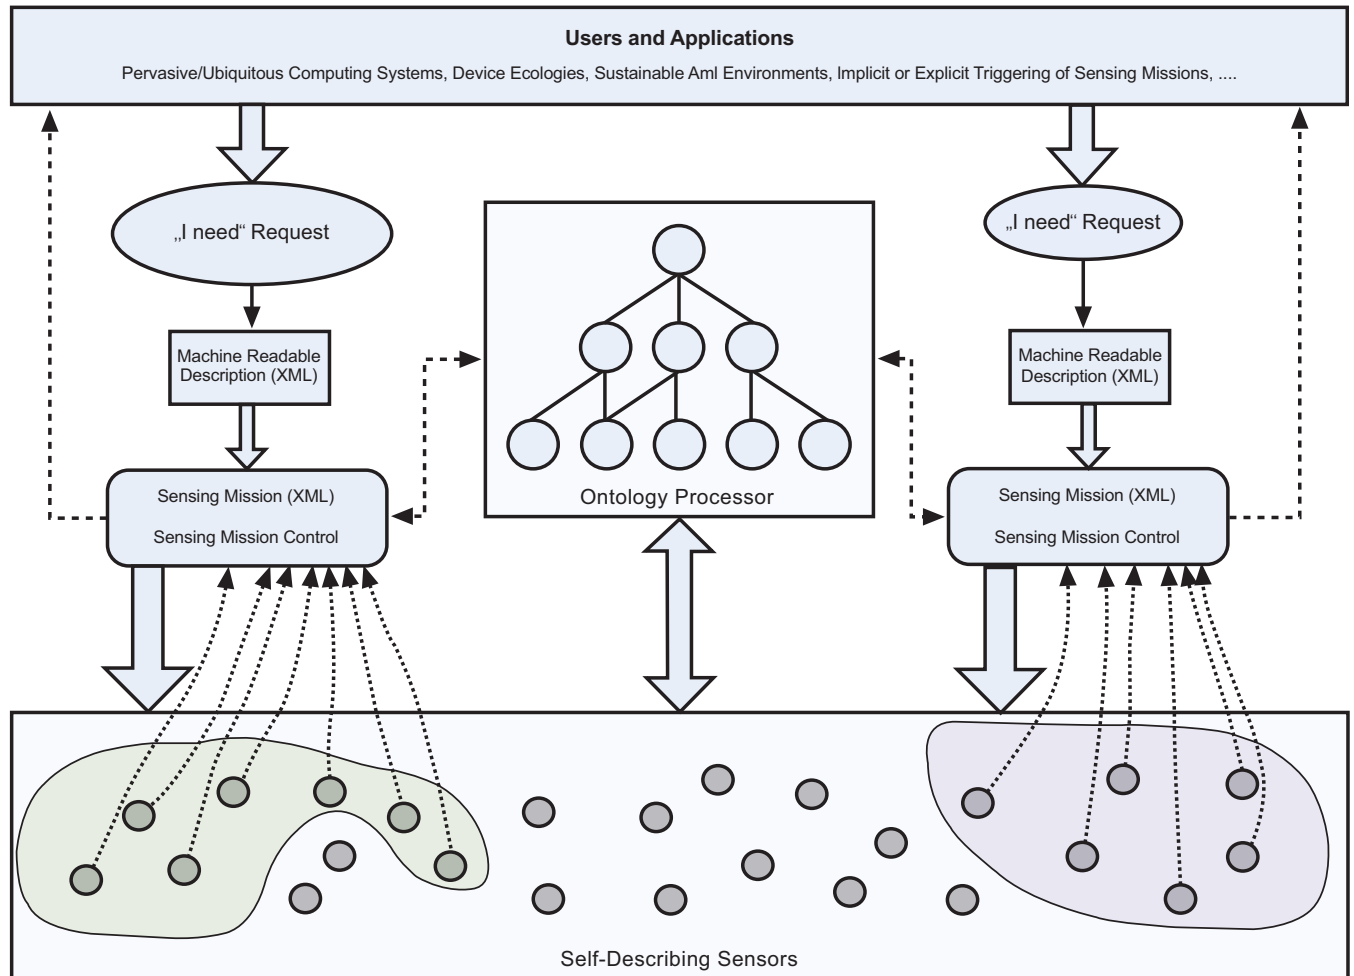 Users and Applications
Pervasive/Ubiquitous Computing Systems, Device Ecologies, Sustainable AmI Environments, Implicit or Explicit Triggering of Sensing Missions, ....
„I need“ Request
„I need“ Request
Machine Readable
Description (XML)
Machine Readable
Description (XML)
Sensing Mission (XML)
Sensing Mission Control
Ontology Processor
Sensing Mission (XML)
Sensing Mission Control
Self-Describing Sensors